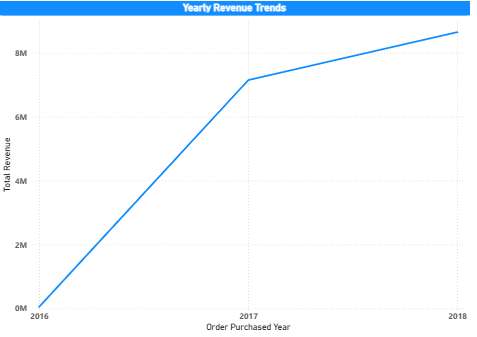 Yearly Revenue Trends
8M
6M
4M
2M
0M
Total Revenue
2016 2017 2018
Order Purchased Year